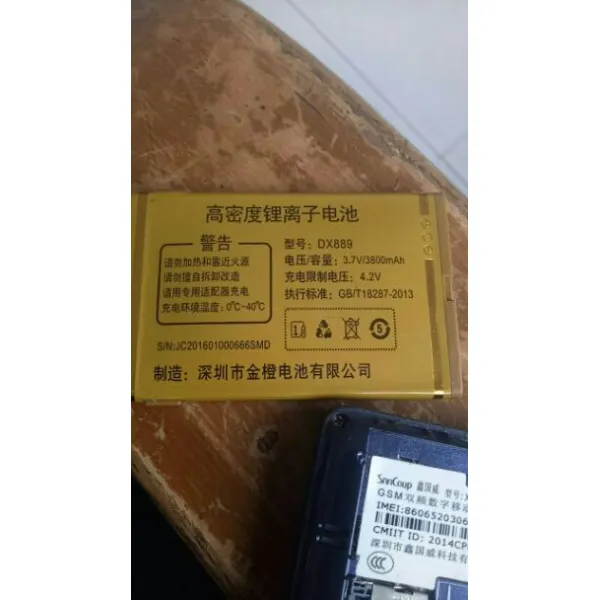 高密度锂离子电池
警告
请勿加热和靠近火源
请勿擅自拆卸改造
请用专用适配器充电
充电环境温度：0℃~40℃
型号：DX889
电压/容量：3.7V/3800mAh
充电限制电压：4.2V
执行标准：GB/T18287-2013
S/N:JC201601000666SMD
制造：深圳市金橙电池有限公司
SnnCoup 鑫国威 型号:X
GSM双频数字移动
IMEI:8606520306
CMIIT ID: 2014CP
深圳市鑫国威科技有
CCC